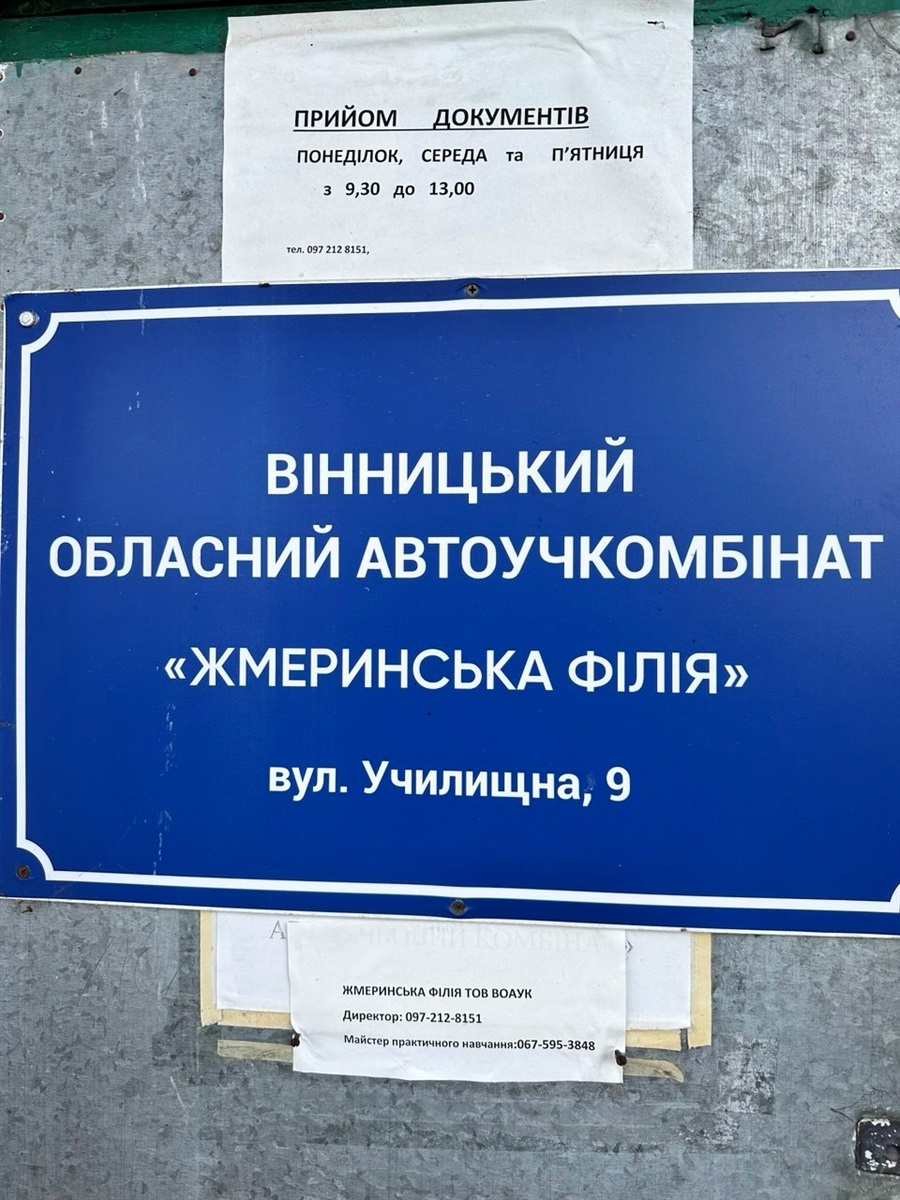 ПРИЙОМ ДОКУМЕНТІВ
ПОНЕДІЛОК, СЕРЕДА та П'ЯТНИЦЯ
з 9,30 до 13,00
тел. 097 212 8151,
ВІННИЦЬКИЙ
ОБЛАСНИЙ АВТОУЧКОМБІНАТ
«ЖМЕРИНСЬКА ФІЛІЯ»
вул. Училищна, 9
ЖМЕРИНСЬКА ФІЛІЯ ТОВ ВОАУК
Директор: 097-212-8151
Майстер практичного навчання:067-595-3848